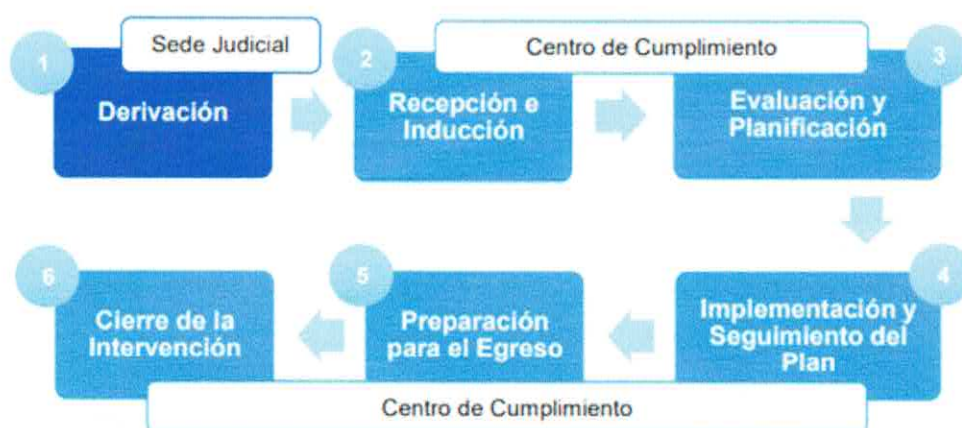 Sede Judicial
Centro de Cumplimiento
1
2
3
Derivación
Recepción e
Inducción
Evaluación y
Planificación
6
5
4
Cierre de la
Intervención
Preparación
para el Egreso
Implementación y
Seguimiento del
Plan
Centro de Cumplimiento